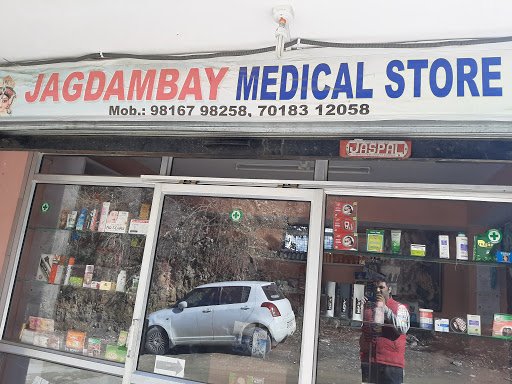 JAGDAMBAY MEDICAL STORE
Mob.: 98167 98258, 70183 12058
JASPAL